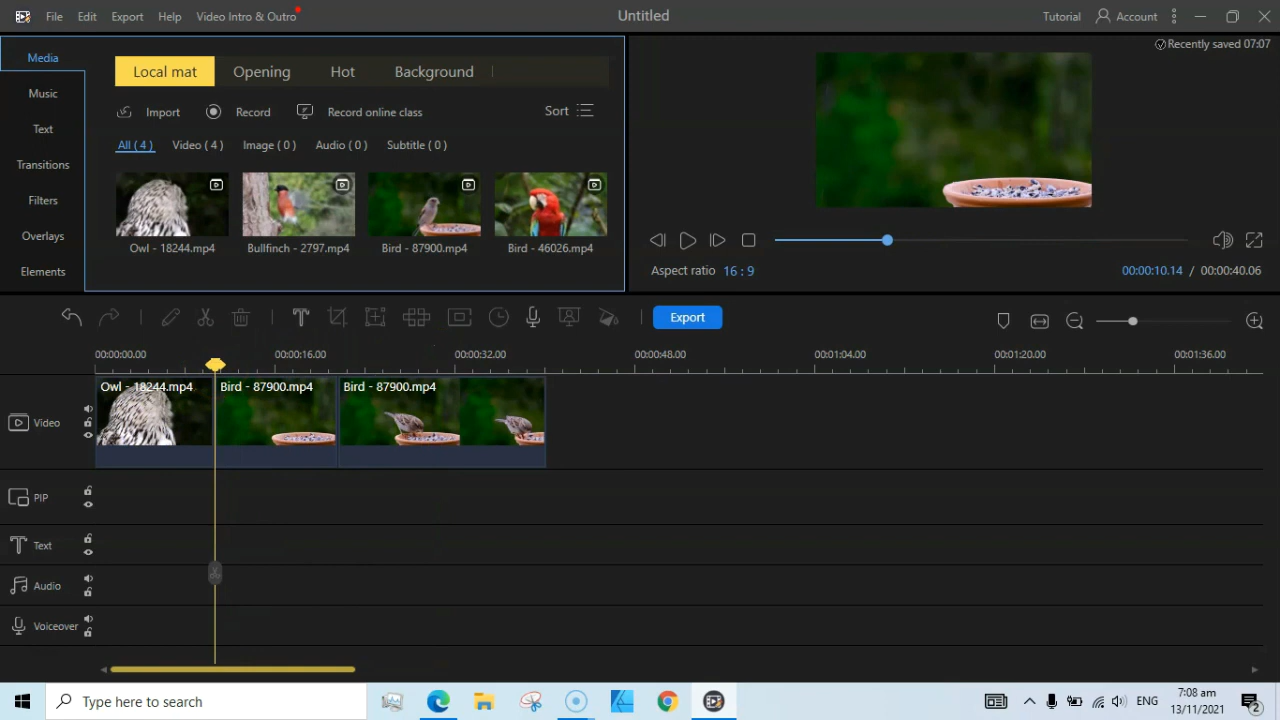 File Edit Export Help Video Intro & Outro Untitled Tutorial Account
Recently saved 07:07
Media
Music
Text
Transitions
Filters
Overlays
Elements
Local mat Opening Hot Background
Import Record Record online class Sort
All ( 4 ) Video ( 4 ) Image ( 0 ) Audio ( 0 ) Subtitle ( 0 )
Owl - 18244.mp4 Bullfinch - 2797.mp4 Bird - 87900.mp4 Bird - 46026.mp4
Aspect ratio 16 : 9 00:00:10.14 / 00:00:40.06
Export
00:00:00.00 00:00:16.00 00:00:32.00 00:00:48.00 00:01:04.00 00:01:20.00 00:01:36.00
Owl - 18244.mp4 Bird - 87900.mp4 Bird - 87900.mp4
Video
PIP
Text
Audio
Voiceover
Type here to search
ENG
7:08 am
13/11/2021
2